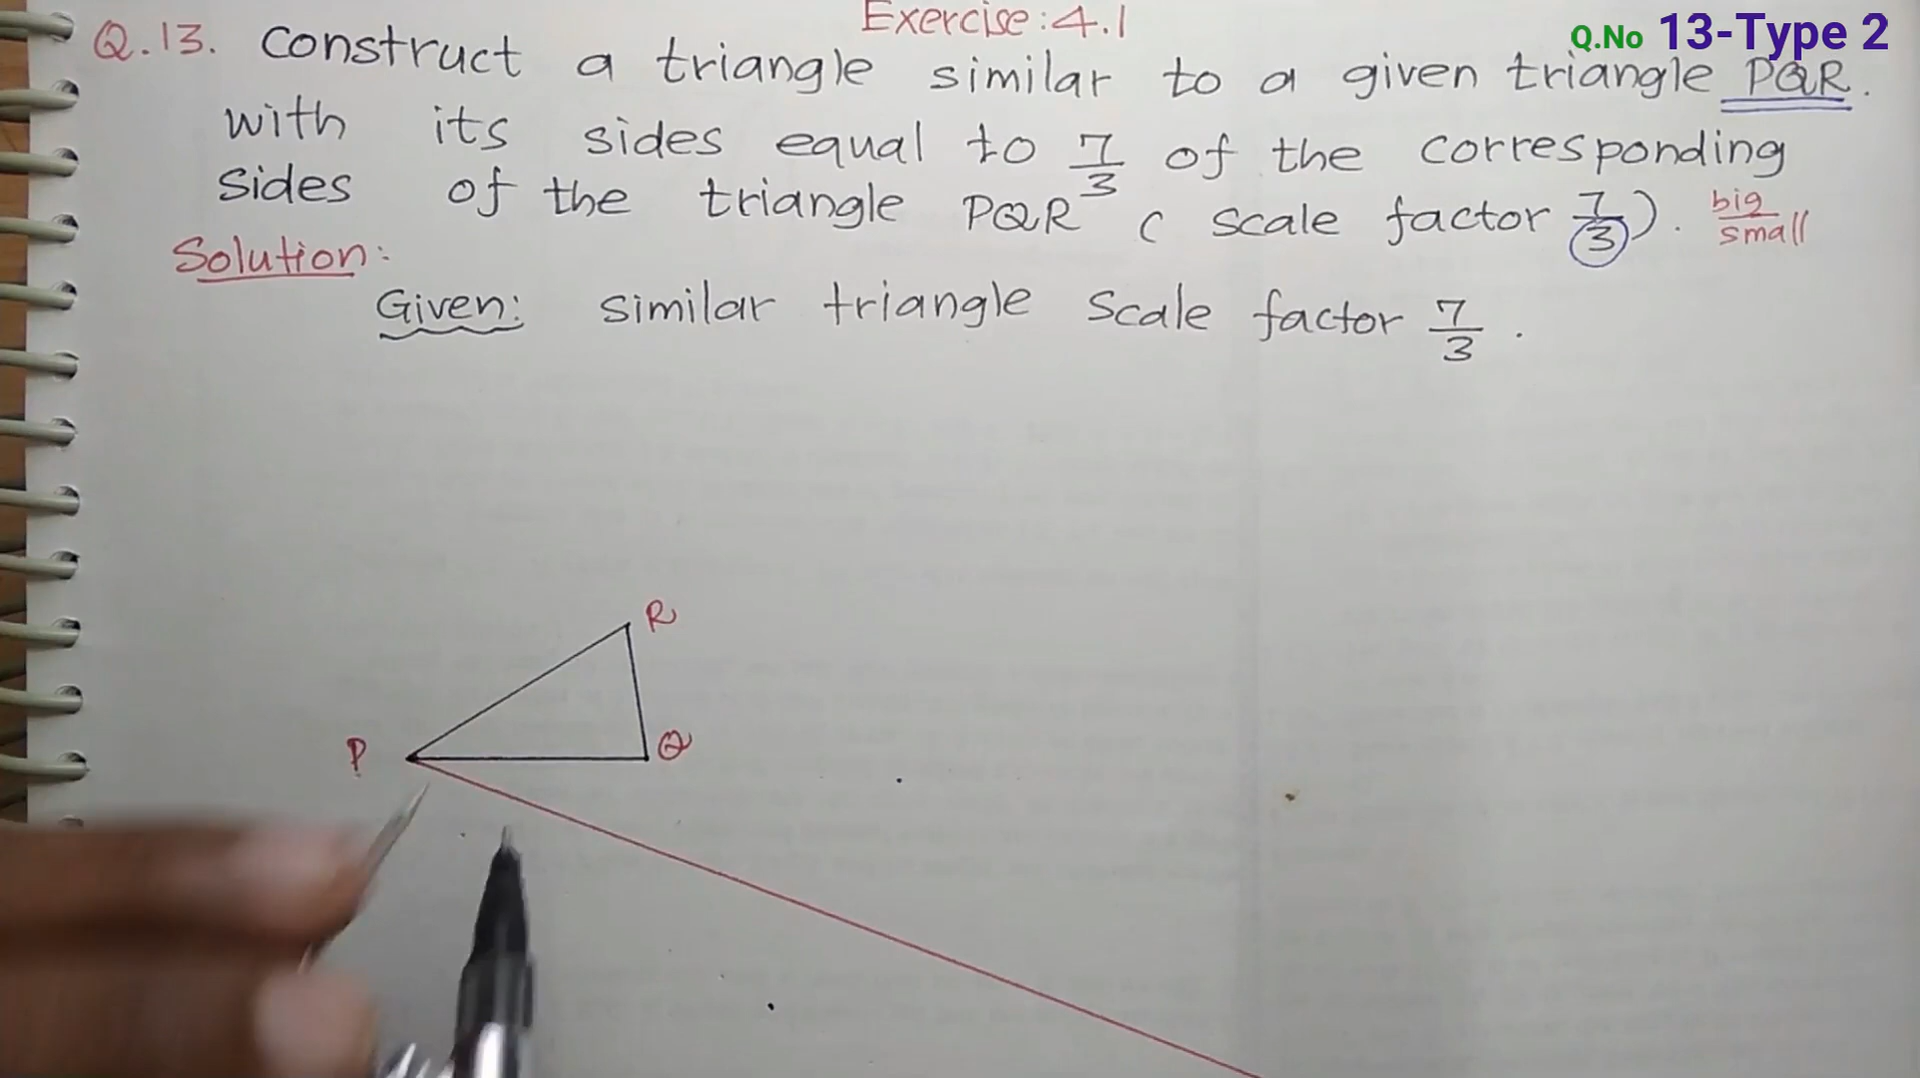 Exercise: 4.1
Q.No 13-Type 2
Q.13. Construct a triangle similar to a given triangle PQR.
with its sides equal to 7/3 of the corresponding
sides of the triangle PQR ( scale factor 7/3).
big/small
Solution:
Given: similar triangle Scale factor 7/3.
R
P
Q